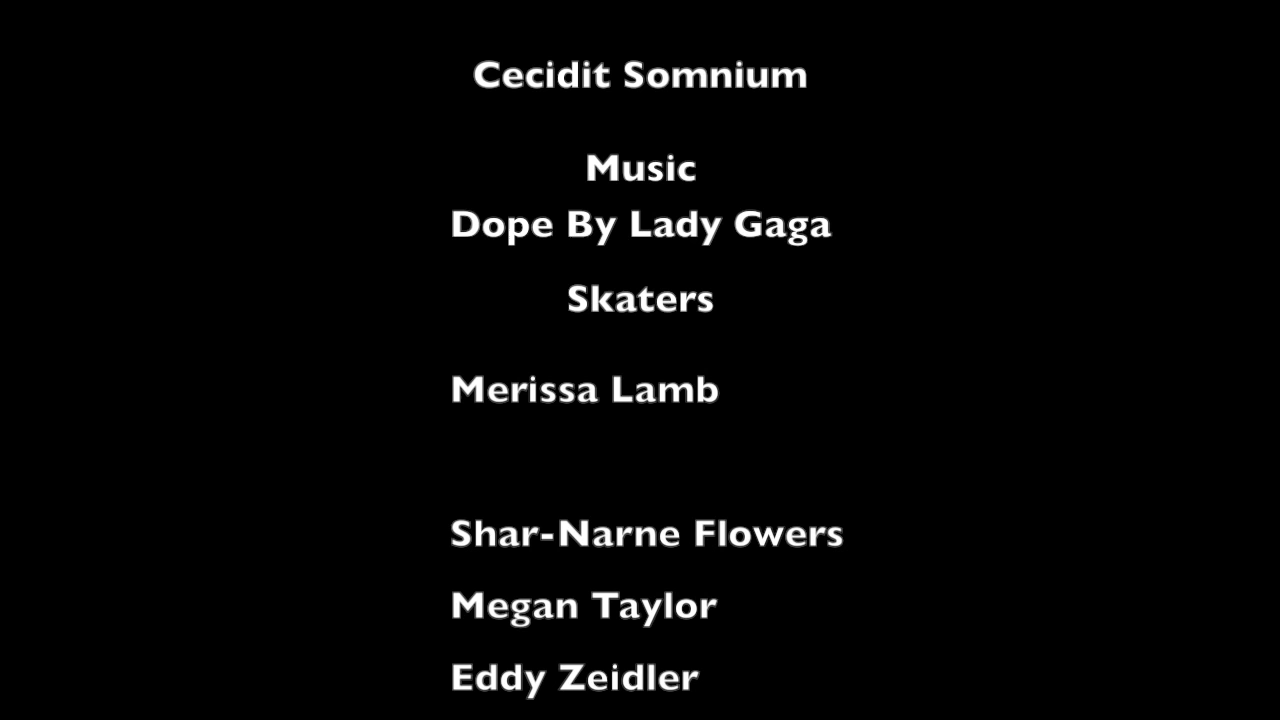 Cecidit Somnium
Music
Dope By Lady Gaga
Skaters
Merissa Lamb
Shar-Narne Flowers
Megan Taylor
Eddy Zeidler